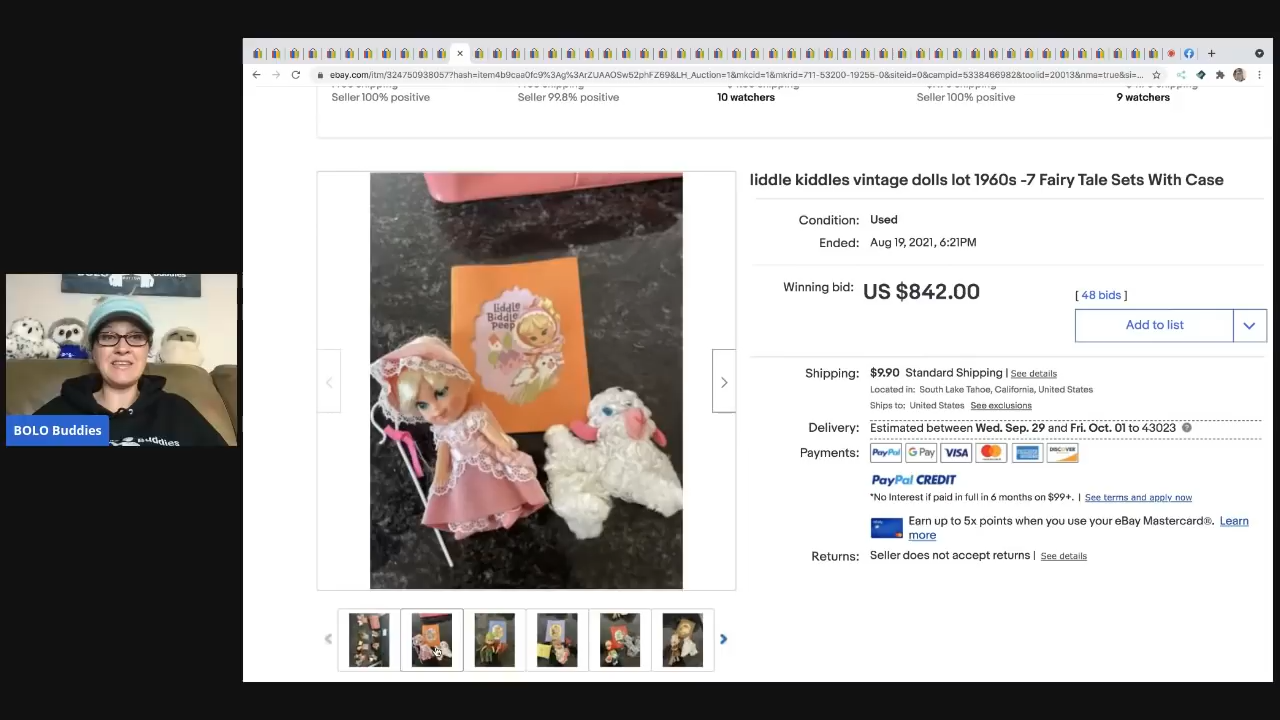 ebay.com/itm/324750938057?hash=item4b9caa0fc9%3Ag%3ArZUAAOSw52phFZ69&LH_Auction=1&mkcid=1&mkrid=711-53200-19255-0&siteid=0&campid=5338466982&toolid=20013&nma=true&si=...
Seller 100% positive
Seller 99.8% positive
10 watchers
Seller 100% positive
9 watchers
liddle kiddles vintage dolls lot 1960s -7 Fairy Tale Sets With Case
Condition: Used
Ended: Aug 19, 2021, 6:21PM
Winning bid: US $842.00
[ 48 bids ]
Add to list
Shipping: $9.90 Standard Shipping | See details
Located in: South Lake Tahoe, California, United States
Ships to: United States See exclusions
Delivery: Estimated between Wed. Sep. 29 and Fri. Oct. 01 to 43023
Payments: PayPal G Pay VISA MasterCard DISCOVER
PayPal CREDIT
*No Interest if paid in full in 6 months on $99+. | See terms and apply now
Earn up to 5x points when you use your eBay Mastercard®. Learn
more
Returns: Seller does not accept returns | See details
liddle
Biddle
peep
BOLO Buddies